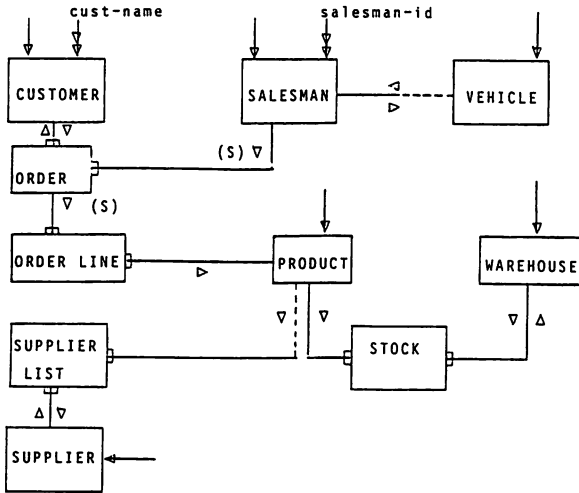 cust-name
salesman-id
CUSTOMER
SALESMAN
VEHICLE
(S)
ORDER
(S)
ORDER LINE
PRODUCT
WAREHOUSE
SUPPLIER
LIST
STOCK
SUPPLIER